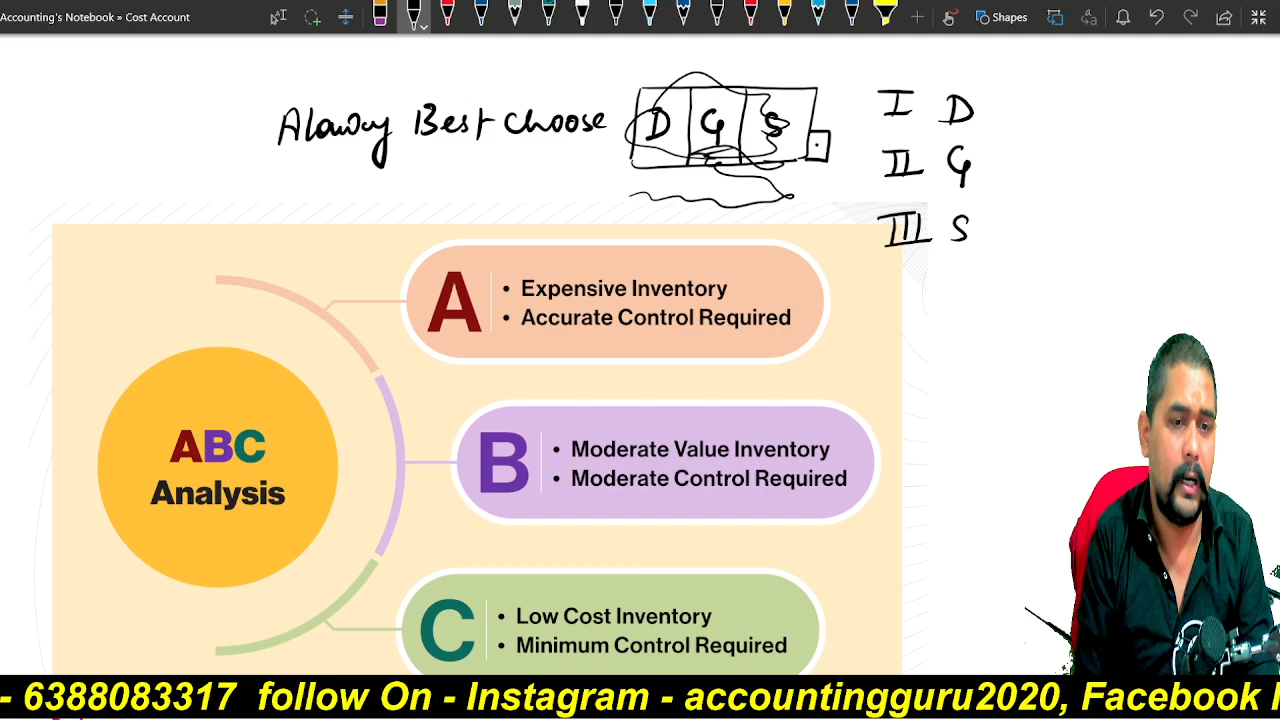 Accounting's Notebook » Cost Account
Shapes
Alaway Best choose D G S
I D
II G
III S
A
• Expensive Inventory
• Accurate Control Required
ABC
Analysis
B
• Moderate Value Inventory
• Moderate Control Required
C
• Low Cost Inventory
• Minimum Control Required
- 6388083317 follow On - Instagram - accountingguru2020, Facebook